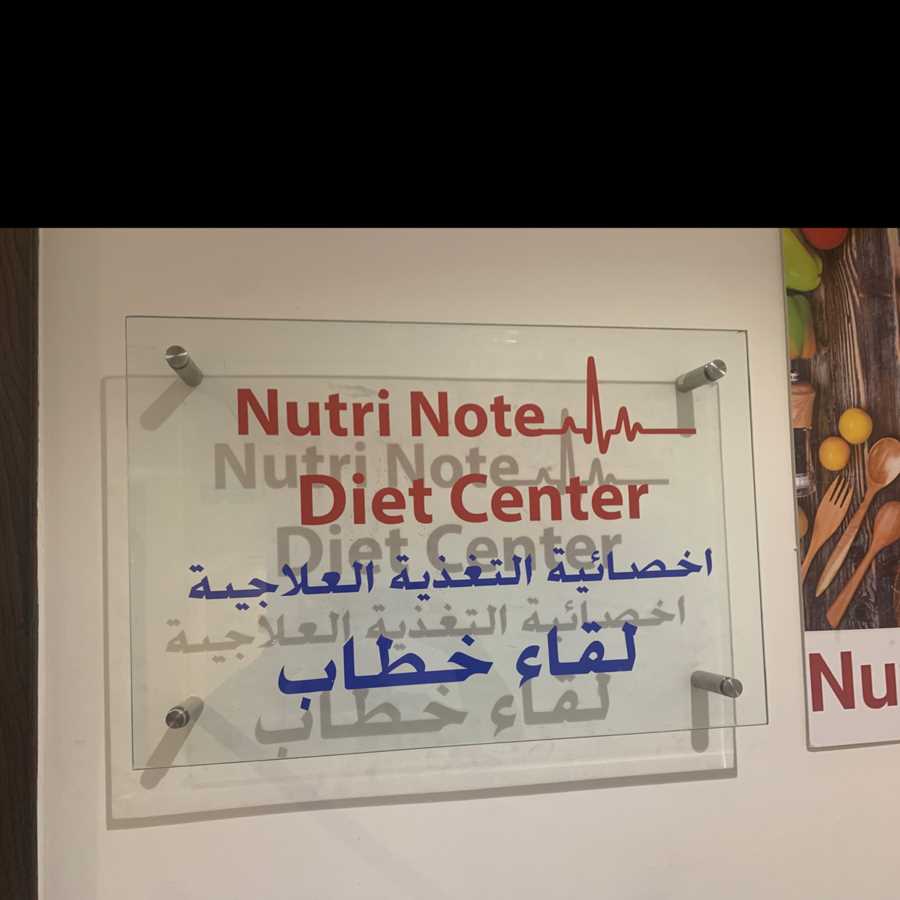 Nutri Note
Diet Center
اخصائية التغذية العلاجية
لقاء خطاب
Nu